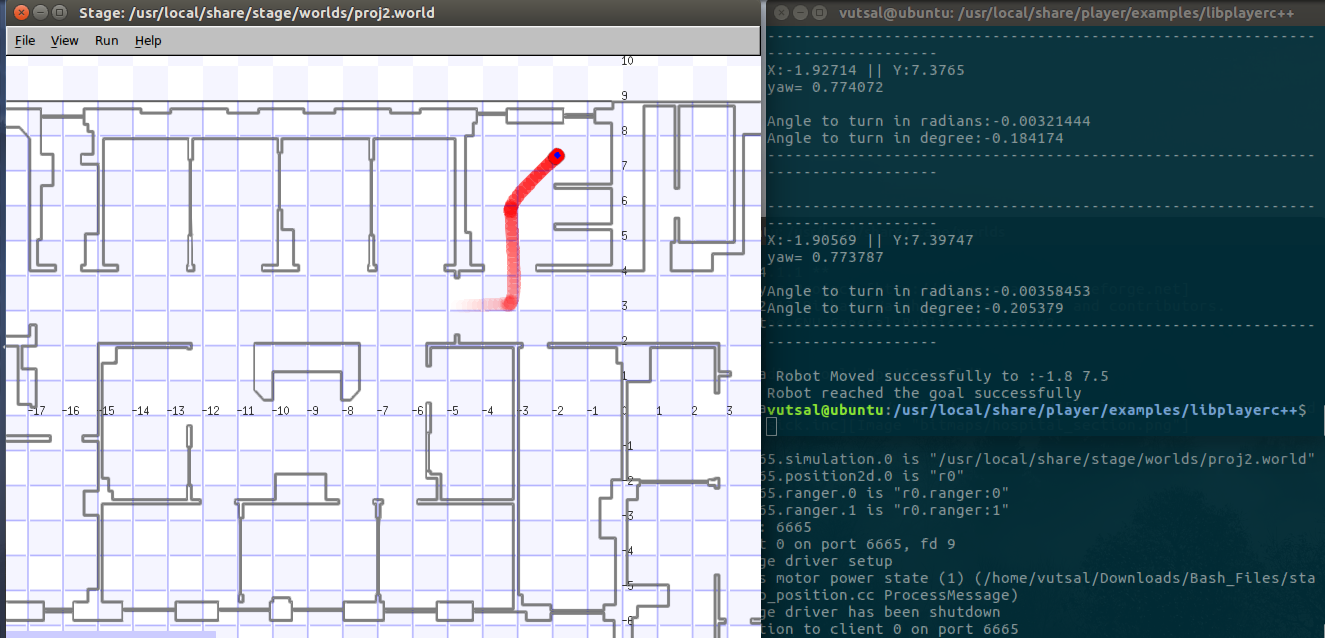 Stage: /usr/local/share/stage/worlds/proj2.world
File View Run Help
10
9
8
7
6
5
4
3
2
1
-17 -16 -15 -14 -13 -12 -11 -10 -9 -8 -7 -6 -5 -4 -3 -2 -1 0 1 2 3
-1
-2
-3
-4
-5
-6
vutsal@ubuntu: /usr/local/share/player/examples/libplayerc++
--------------------------------------------------------------
-------------------
X:-1.92714 || Y:7.3765
yaw= 0.774072
Angle to turn in radians:-0.00321444
Angle to turn in degree:-0.184174
--------------------------------------------------------------
-------------------
--------------------------------------------------------------
-------------------
X:-1.90569 || Y:7.39747
yaw= 0.773787
Angle to turn in radians:-0.00358453
Angle to turn in degree:-0.205379
--------------------------------------------------------------
-------------------
Robot Moved successfully to :-1.8 7.5
Robot reached the goal successfully
vutsal@ubuntu:/usr/local/share/player/examples/libplayerc++$
65.simulation.0 is "/usr/local/share/stage/worlds/proj2.world"
65.position2d.0 is "r0"
65.ranger.0 is "r0.ranger:0"
65.ranger.1 is "r0.ranger:1"
: 6665
t 0 on port 6665, fd 9
ge driver setup
s motor power state (1) (/home/vutsal/Downloads/Bash_Files/sta
o_position.cc ProcessMessage)
ge driver has been shutdown
tion to client 0 on port 6665